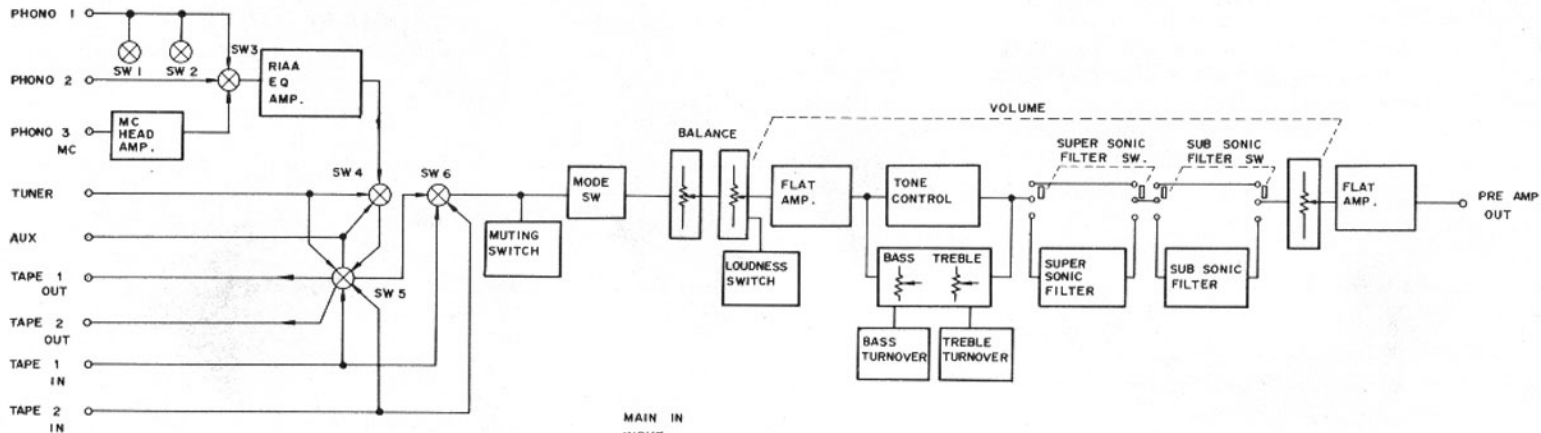 PHONO 1
SW 1
SW 2
SW 3
PHONO 2
RIAA
EQ
AMP.
PHONO 3
MC
MC
HEAD
AMP.
TUNER
SW 4
AUX
TAPE 1
OUT
SW 5
TAPE 2
OUT
TAPE 1
IN
TAPE 2
IN
SW 6
MUTING
SWITCH
MODE
SW
BALANCE
LOUDNESS
SWITCH
VOLUME
FLAT
AMP.
TONE
CONTROL
BASS TREBLE
BASS
TURNOVER
TREBLE
TURNOVER
SUPER SONIC
FILTER SW.
SUPER
SONIC
FILTER
SUB SONIC
FILTER SW
SUB SONIC
FILTER
FLAT
AMP.
PRE AMP
OUT
MAIN IN